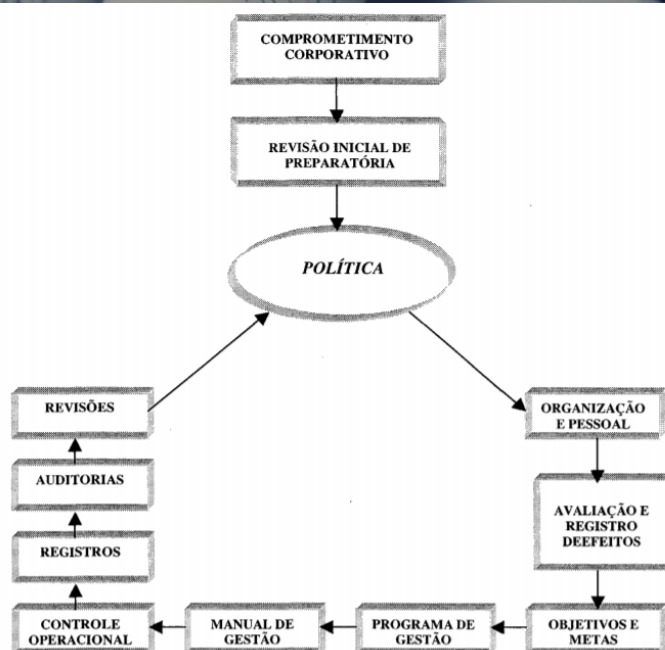 COMPROMETIMENTO
CORPORATIVO
REVISÃO INICIAL DE
PREPARATÓRIA
POLÍTICA
ORGANIZAÇÃO
E PESSOAL
AVALIAÇÃO E
REGISTRO
DEEFEITOS
OBJETIVOS E
METAS
PROGRAMA DE
GESTÃO
MANUAL DE
GESTÃO
CONTROLE
OPERACIONAL
REGISTROS
AUDITORIAS
REVISÕES